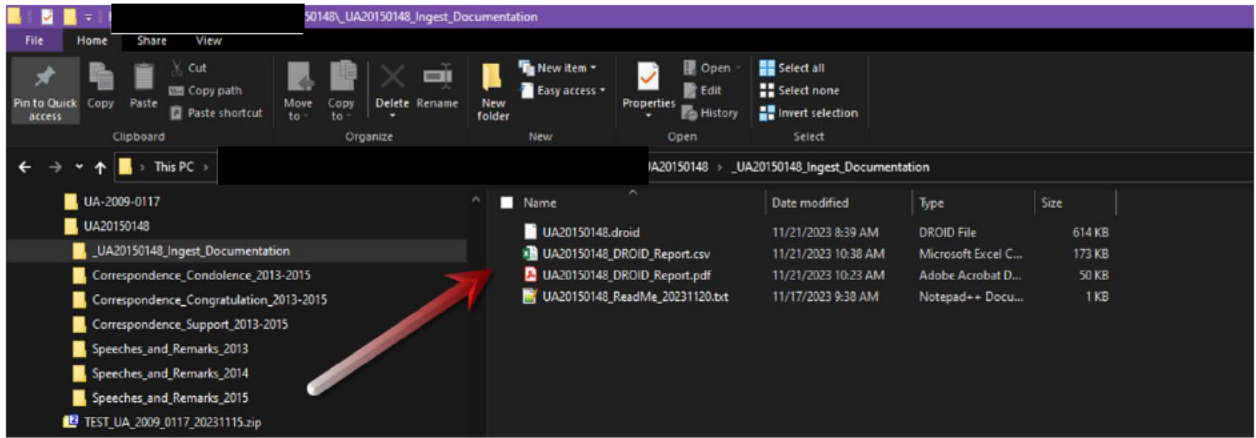 50148\_UA20150148_Ingest_Documentation
File Home Share View
Pin to Quick access
Copy
Paste
Cut
Copy path
Paste shortcut
Clipboard
Move to
Copy to
Delete
Rename
Organize
New folder
New item
Easy access
New
Properties
Open
Edit
History
Open
Select all
Select none
Invert selection
Select
This PC > UA20150148 > _UA20150148_Ingest_Documentation
UA-2009-0117
UA20150148
_UA20150148_Ingest_Documentation
Correspondence_Condolence_2013-2015
Correspondence_Congratulation_2013-2015
Correspondence_Support_2013-2015
Speeches_and_Remarks_2013
Speeches_and_Remarks_2014
Speeches_and_Remarks_2015
TEST_UA_2009_0117_20231115.zip
Name Date modified Type Size
UA20150148.droid 11/21/2023 8:39 AM DROID File 614 KB
UA20150148_DROID_Report.csv 11/21/2023 10:38 AM Microsoft Excel C... 173 KB
UA20150148_DROID_Report.pdf 11/21/2023 10:23 AM Adobe Acrobat D... 50 KB
UA20150148_ReadMe_20231120.txt 11/17/2023 9:38 AM Notepad++ Docu... 1 KB